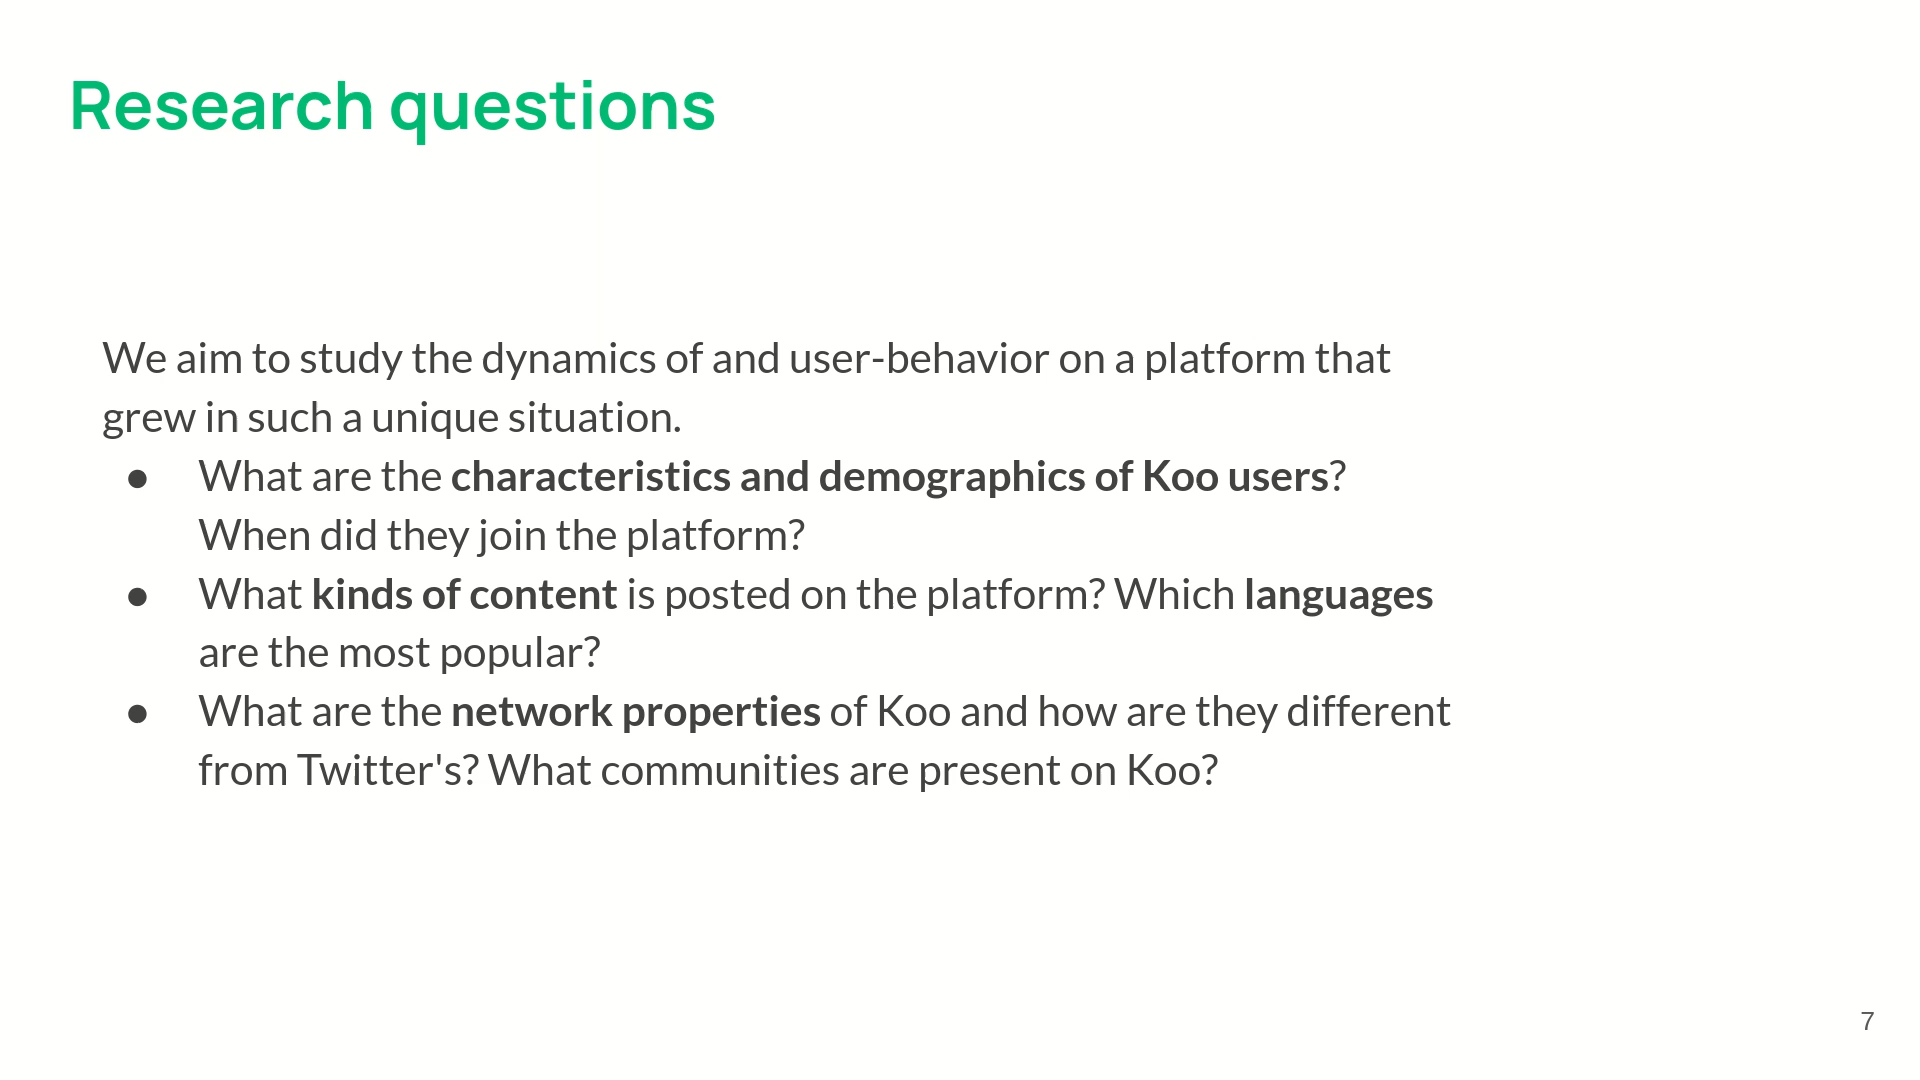 Research questions
We aim to study the dynamics of and user-behavior on a platform that
grew in such a unique situation.
● What are the characteristics and demographics of Koo users?
When did they join the platform?
● What kinds of content is posted on the platform? Which languages
are the most popular?
● What are the network properties of Koo and how are they different
from Twitter's? What communities are present on Koo?
7